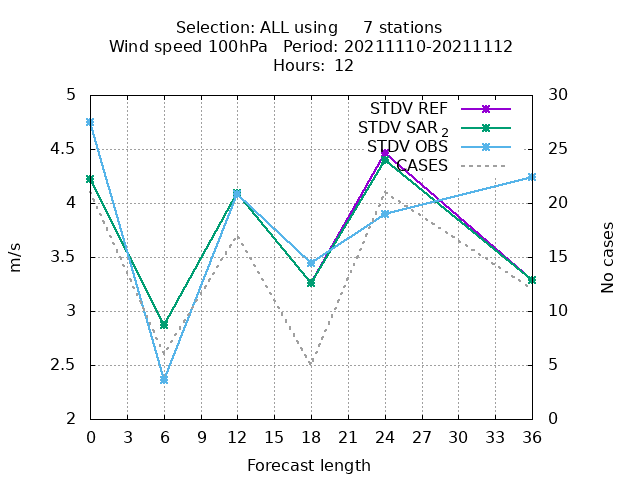 Selection: ALL using 7 stations
Wind speed 100hPa Period: 20211110-20211112
Hours: 12
5 30
STDV REF
STDV SAR 2
4.5 25
STDV OBS
CASES
4 20
3.5 15
m/s
No cases
3 10
2.5 5
2 0
0 3 6 9 12 15 18 21 24 27 30 33 36
Forecast length